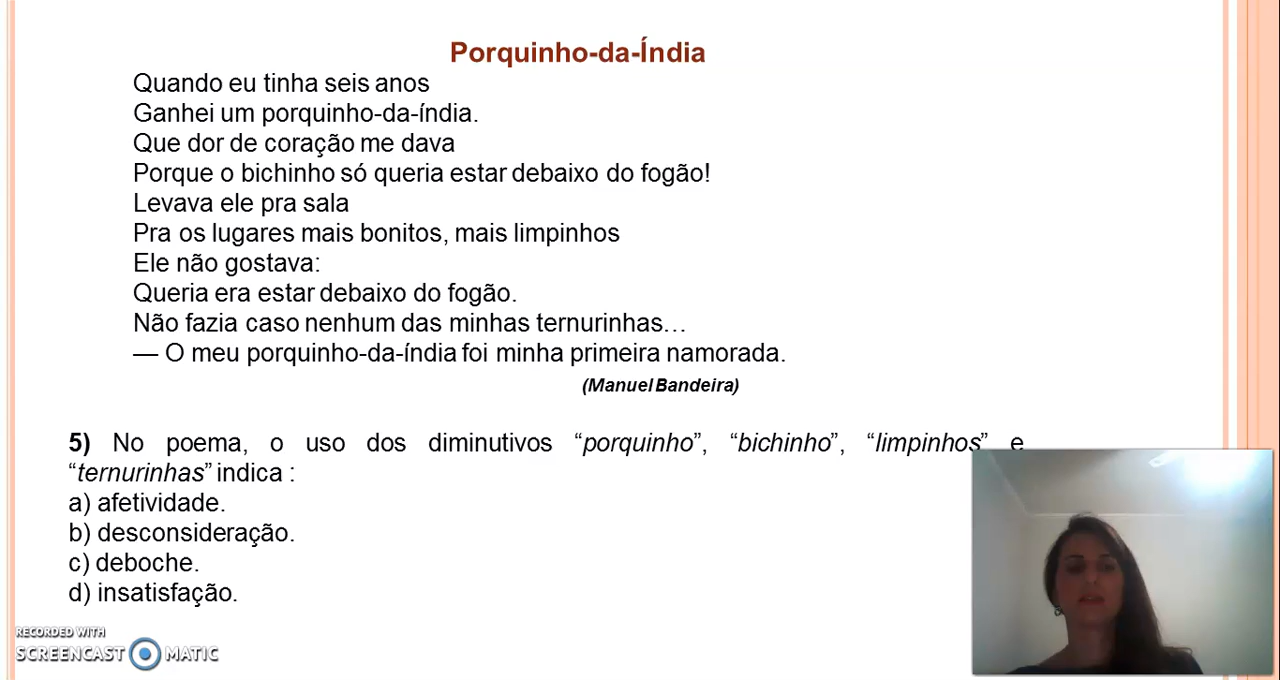 Porquinho-da-Índia
Quando eu tinha seis anos
Ganhei um porquinho-da-índia.
Que dor de coração me dava
Porque o bichinho só queria estar debaixo do fogão!
Levava ele pra sala
Pra os lugares mais bonitos, mais limpinhos
Ele não gostava:
Queria era estar debaixo do fogão.
Não fazia caso nenhum das minhas ternurinhas...
— O meu porquinho-da-índia foi minha primeira namorada.
(Manuel Bandeira)
5) No poema, o uso dos diminutivos “porquinho”, “bichinho”, “limpinhos” e
“ternurinhas” indica :
a) afetividade.
b) desconsideração.
c) deboche.
d) insatisfação.
RECORDED WITH
SCREENCAST MATIC